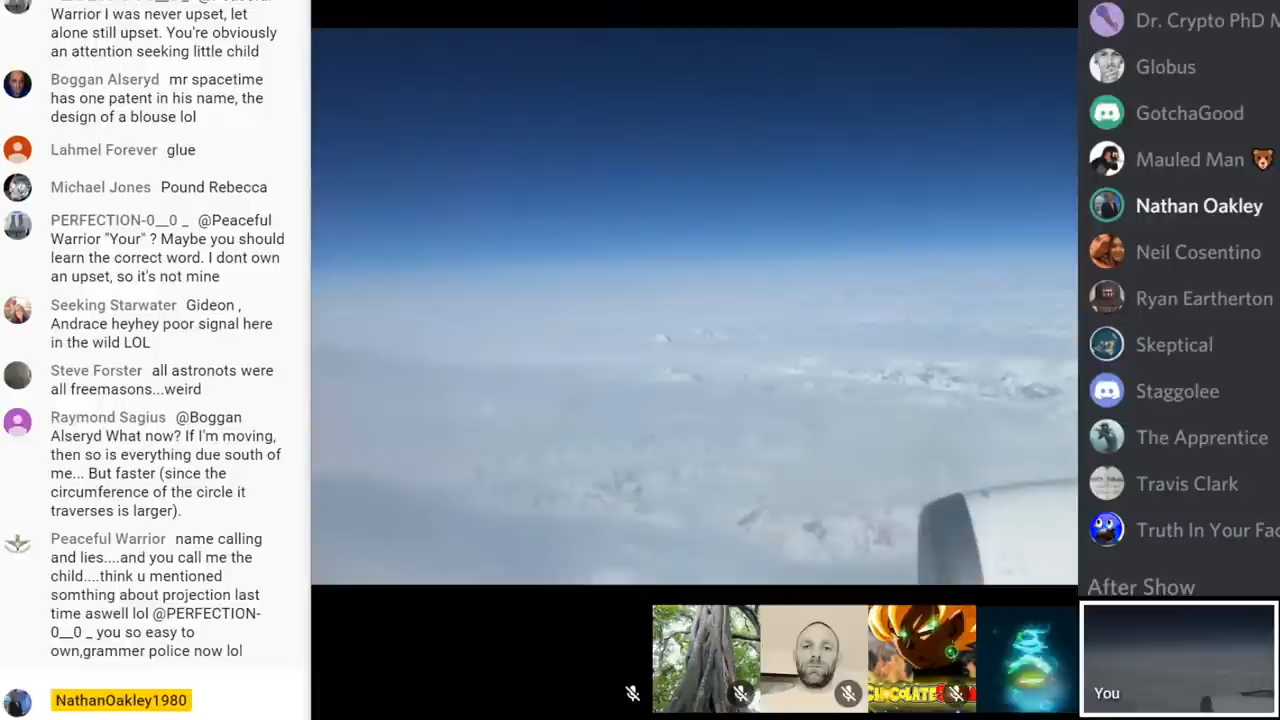 Warrior I was never upset, let
alone still upset. You're obviously
an attention seeking little child
Boggan Alseryd mr spacetime
has one patent in his name, the
design of a blouse lol
Lahmel Forever glue
Michael Jones Pound Rebecca
PERFECTION-0__0 _ @Peaceful
Warrior "Your" ? Maybe you should
learn the correct word. I dont own
an upset, so it's not mine
Seeking Starwater Gideon ,
Andrace heyhey poor signal here
in the wild LOL
Steve Forster all astronots were
all freemasons...weird
Raymond Sagius @Boggan
Alseryd What now? If I'm moving,
then so is everything due south of
me... But faster (since the
circumference of the circle it
traverses is larger).
Peaceful Warrior name calling
and lies....and you call me the
child....think u mentioned
somthing about projection last
time aswell lol @PERFECTION-
0__0 _ you so easy to
own,grammer police now lol
NathanOakley1980
Dr. Crypto PhD M
Globus
GotchaGood
Mauled Man
Nathan Oakley
Neil Cosentino
Ryan Eartherton
Skeptical
Staggolee
The Apprentice
Travis Clark
Truth In Your Fac
After Show
You